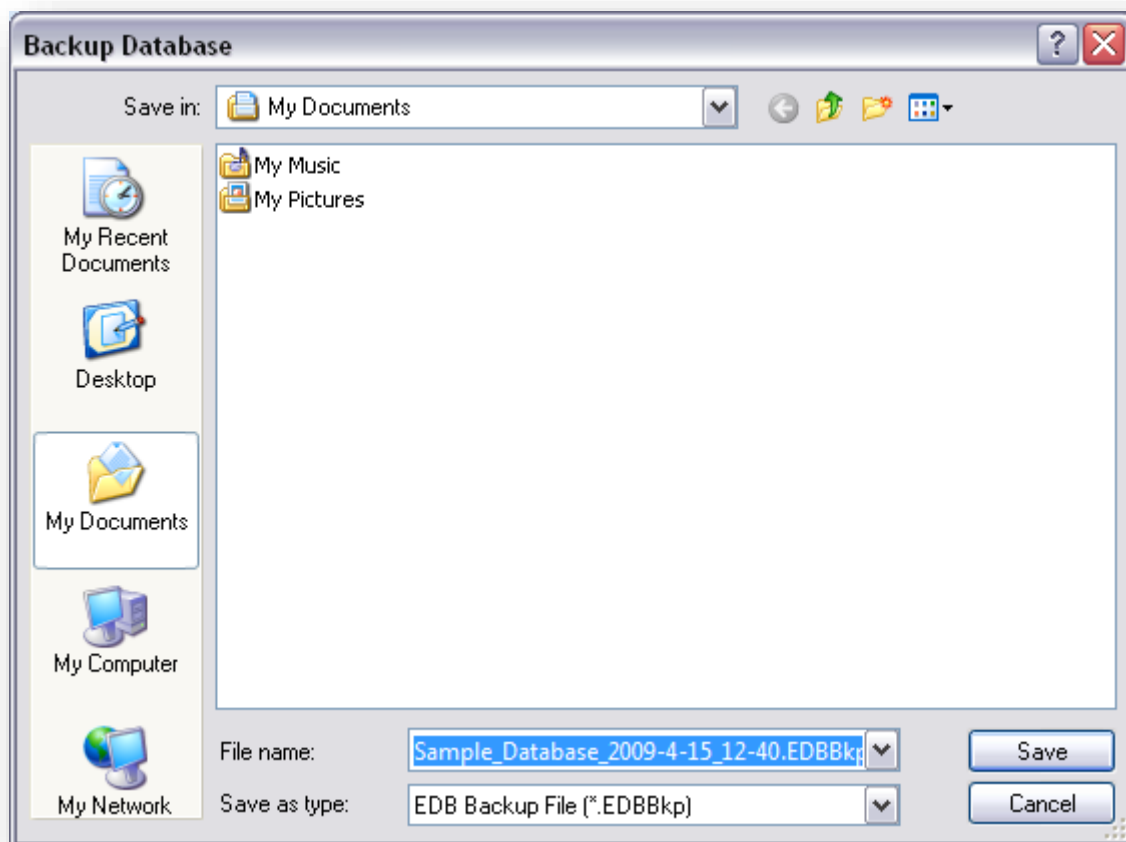 Backup Database
Save in:
My Documents
My Music
My Pictures
My Recent
Documents
Desktop
My Documents
My Computer
My Network
File name:
Sample_Database_2009-4-15_12-40.EDBBkp
Save
Save as type:
EDB Backup File (*.EDBBkp)
Cancel